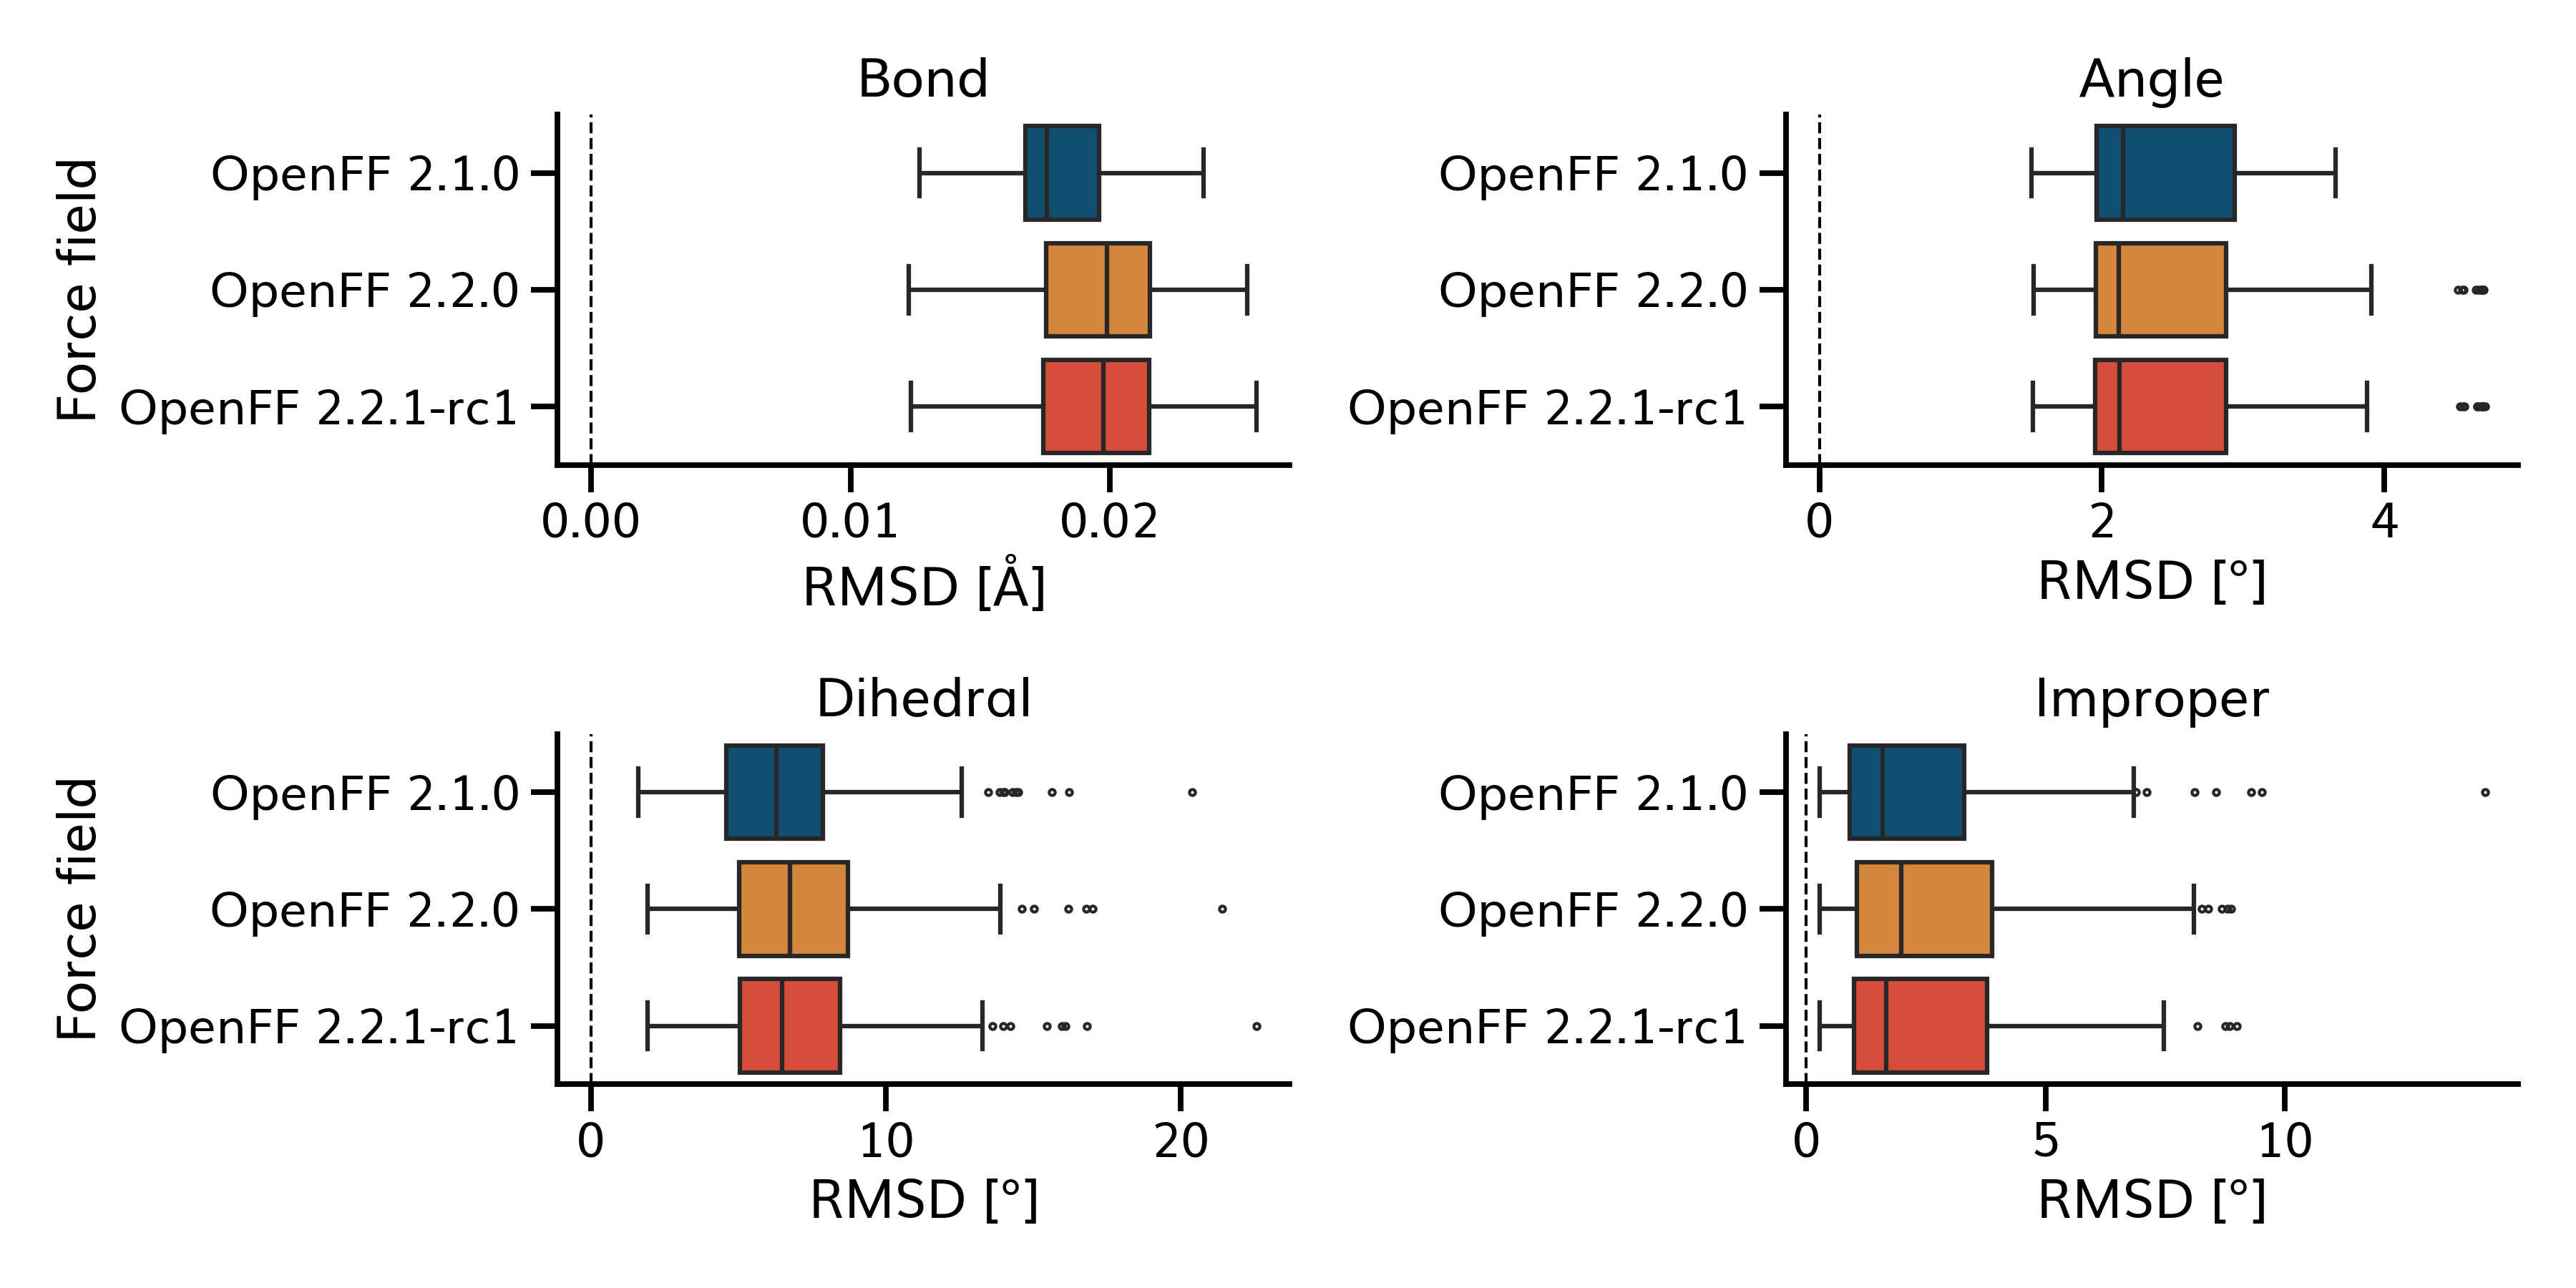 Bond
Force field
OpenFF 2.1.0
OpenFF 2.2.0
OpenFF 2.2.1-rc1
0.00 0.01 0.02
RMSD [Å]
Angle
OpenFF 2.1.0
OpenFF 2.2.0
OpenFF 2.2.1-rc1
0 2 4
RMSD [°]
Dihedral
Force field
OpenFF 2.1.0
OpenFF 2.2.0
OpenFF 2.2.1-rc1
0 10 20
RMSD [°]
Improper
OpenFF 2.1.0
OpenFF 2.2.0
OpenFF 2.2.1-rc1
0 5 10
RMSD [°]